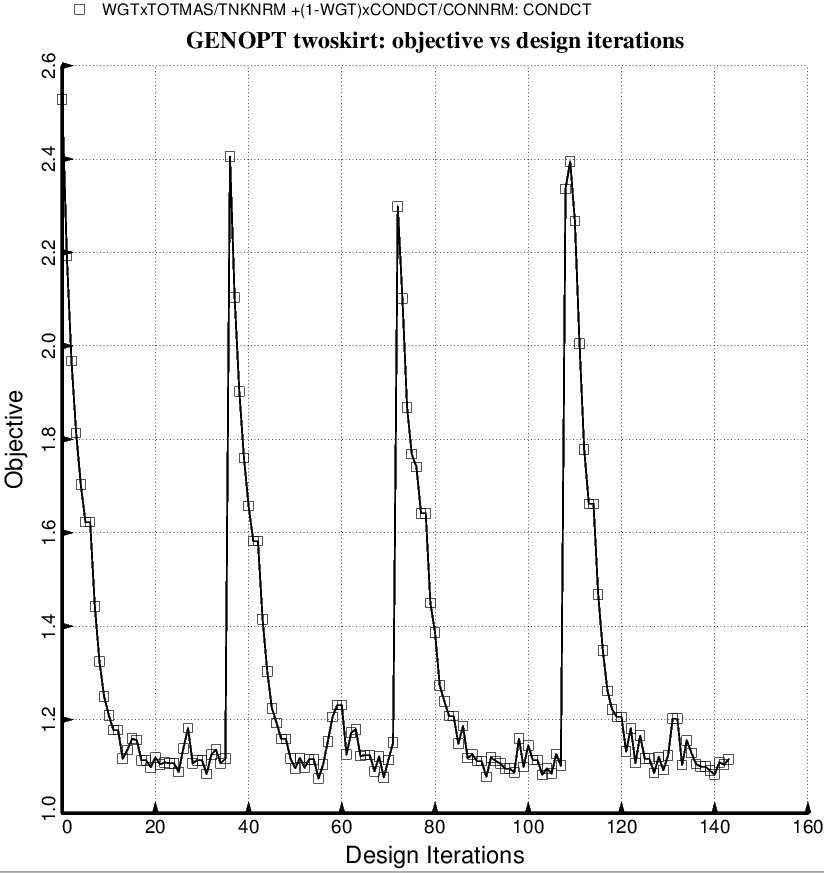 WGTxTOTMAS/TNKNRM +(1-WGT)xCONDCT/CONNRM: CONDCT
GENOPT twoskirt: objective vs design iterations
2.6
2.4
2.2
2.0
1.8
1.6
1.4
1.2
1.0
Objective
0 20 40 60 80 100 120 140 160
Design Iterations